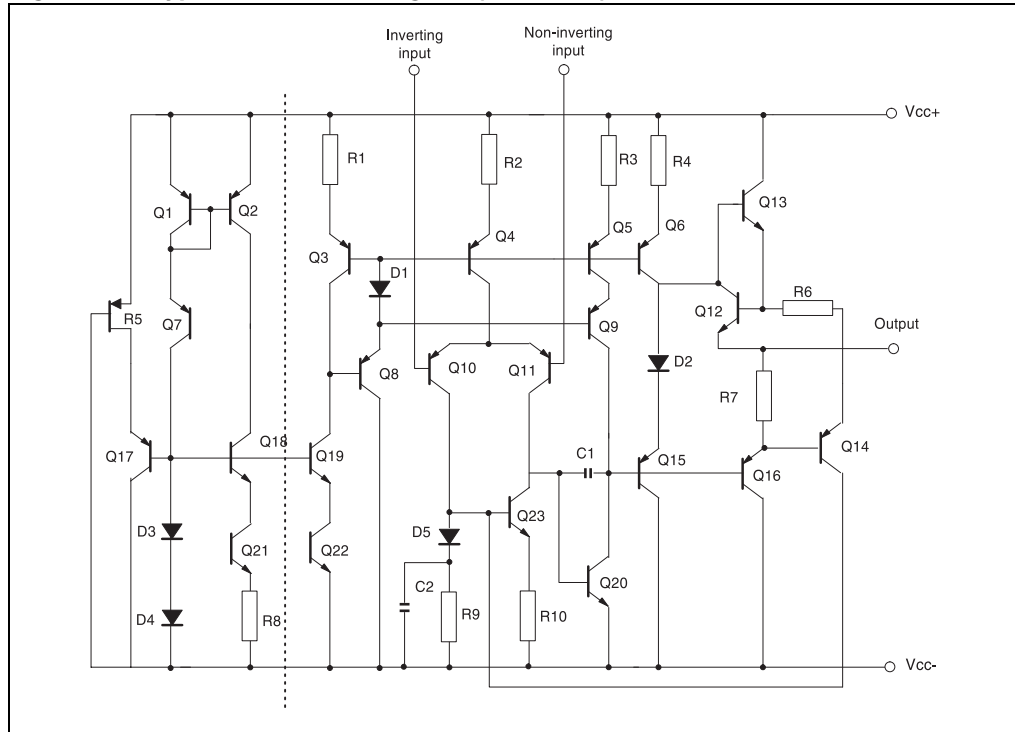 Inverting
input
Non-inverting
input
Vcc+
R1
R2
R3
R4
Q13
Q1
Q2
Q3
Q4
Q5
Q6
D1
R6
Q12
Output
R5
Q7
Q9
Q10
Q11
D2
Q8
R7
Q14
Q17
Q18
Q19
C1
Q15
Q16
D3
D5
Q23
Q21
Q22
C2
Q20
D4
R8
R9
R10
Vcc-